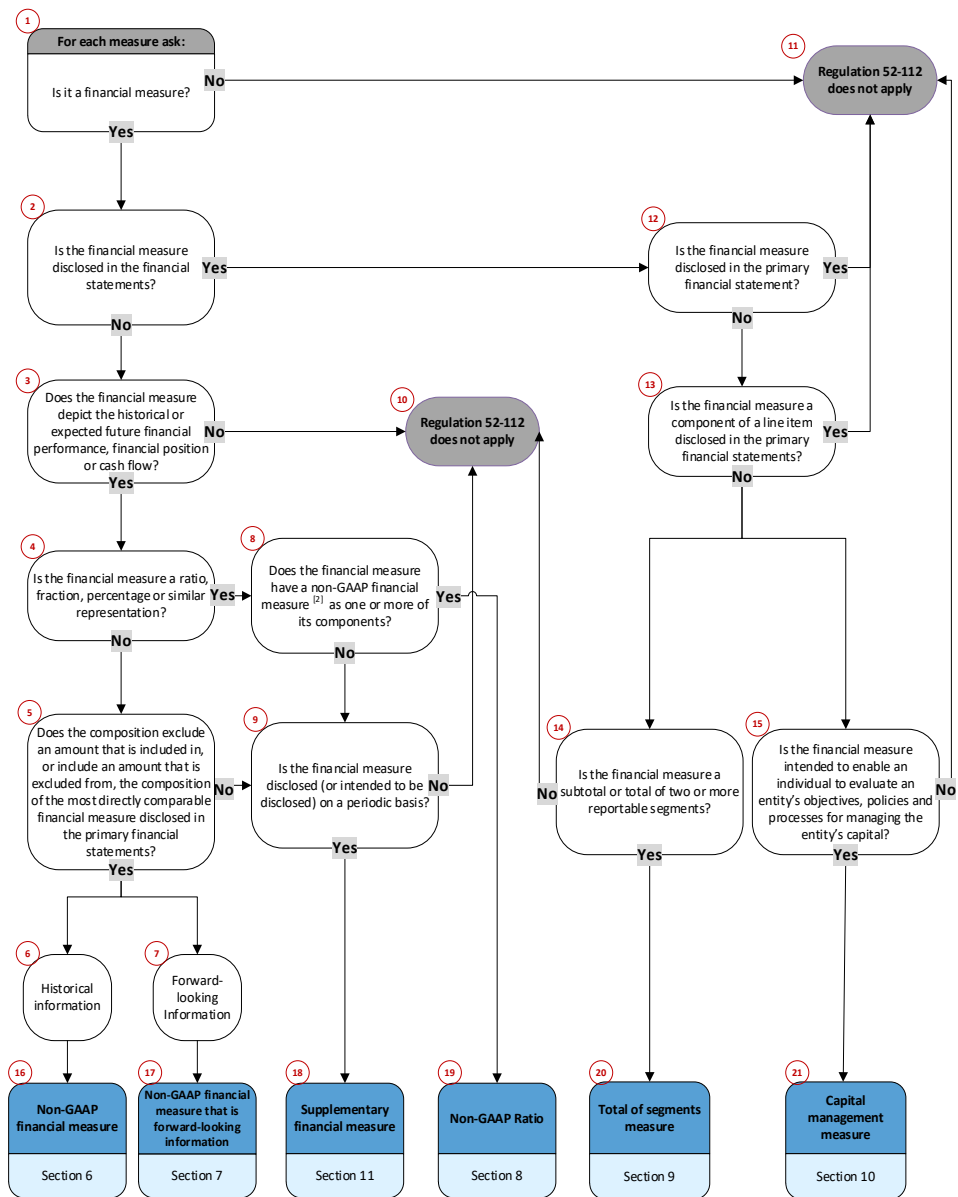 1
For each measure ask:
Is it a financial measure?
No
Yes
11
Regulation 52-112
does not apply
2
Is the financial measure
disclosed in the financial
statements?
Yes
No
12
Is the financial measure
disclosed in the primary
financial statement?
Yes
No
3
Does the financial measure
depict the historical or
expected future financial
performance, financial position
or cash flow?
No
Yes
10
Regulation 52-112
does not apply
13
Is the financial measure a
component of a line item
disclosed in the primary
financial statements?
Yes
No
4
Is the financial measure a ratio,
fraction, percentage or similar
representation?
Yes
No
8
Does the financial measure
have a non-GAAP financial
measure [2] as one or more of
its components?
Yes
No
5
Does the composition exclude
an amount that is included in,
or include an amount that is
excluded from, the composition
of the most directly comparable
financial measure disclosed in
the primary financial
statements?
No
Yes
9
Is the financial measure
disclosed (or intended to be
disclosed) on a periodic basis?
No
Yes
14
Is the financial measure a
subtotal or total of two or more
reportable segments?
No
Yes
15
Is the financial measure
intended to enable an
individual to evaluate an
entity's objectives, policies and
processes for managing the
entity's capital?
No
Yes
6
Historical
information
7
Forward-
looking
Information
16
Non-GAAP
financial measure
Section 6
17
Non-GAAP financial
measure that is
forward-looking
information
Section 7
18
Supplementary
financial measure
Section 11
19
Non-GAAP Ratio
Section 8
20
Total of segments
measure
Section 9
21
Capital
management
measure
Section 10